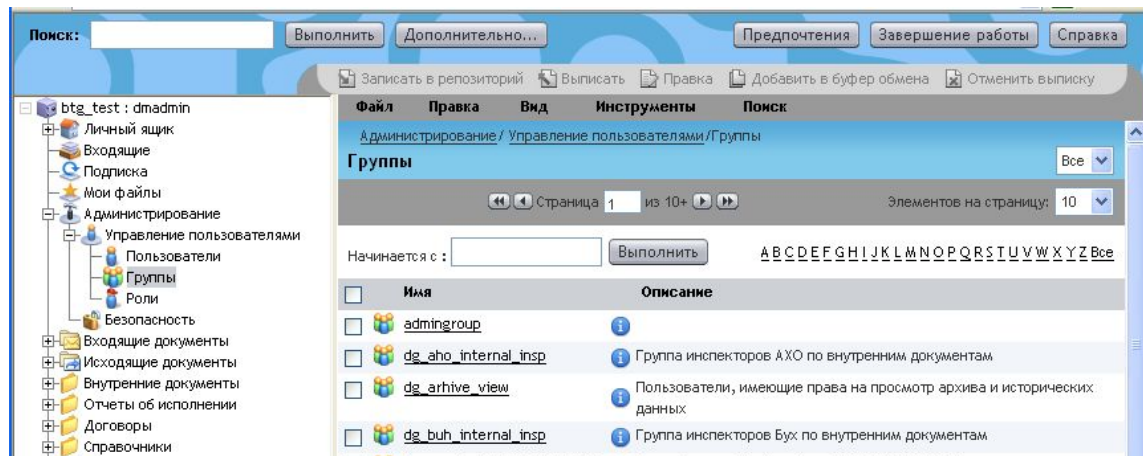 Поиск: Выполнить Дополнительно... Предпочтения Завершение работы Справка
Записать в репозиторий Выписать Правка Добавить в буфер обмена Отменить выписку
btg_test : dmadmin
Личный ящик
Входящие
Подписка
Мои файлы
Администрирование
Управление пользователями
Пользователи
Группы
Роли
Безопасность
Входящие документы
Исходящие документы
Внутренние документы
Отчеты об исполнении
Договоры
Справочники
Файл Правка Вид Инструменты Поиск
Администрирование / Управление пользователями /Группы
Группы Все
Страница 1 из 10+ Элементов на страницу: 10
Начинается с : Выполнить A B C D E F G H I J K L M N O P Q R S T U V W X Y Z Все
Имя Описание
admingroup
dg_aho_internal_insp Группа инспекторов АХО по внутренним документам
dg_arhive_view Пользователи, имеющие права на просмотр архива и исторических
данных
dg_buh_internal_insp Группа инспекторов Бух по внутренним документам